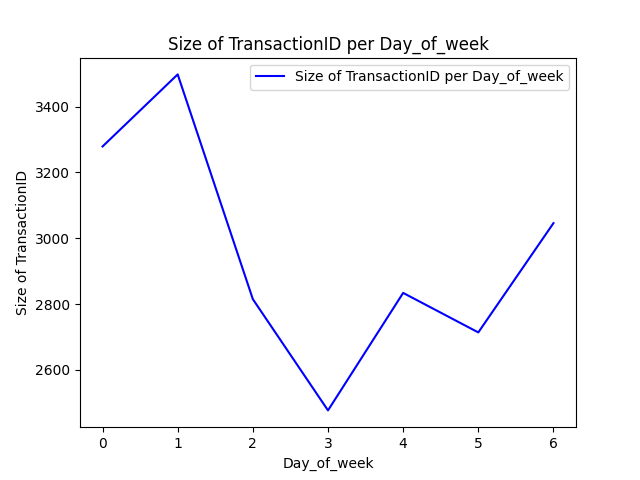 Size of TransactionID per Day_of_week
Size of TransactionID per Day_of_week
3400
3200
3000
2800
2600
Size of TransactionID
0 1 2 3 4 5 6
Day_of_week